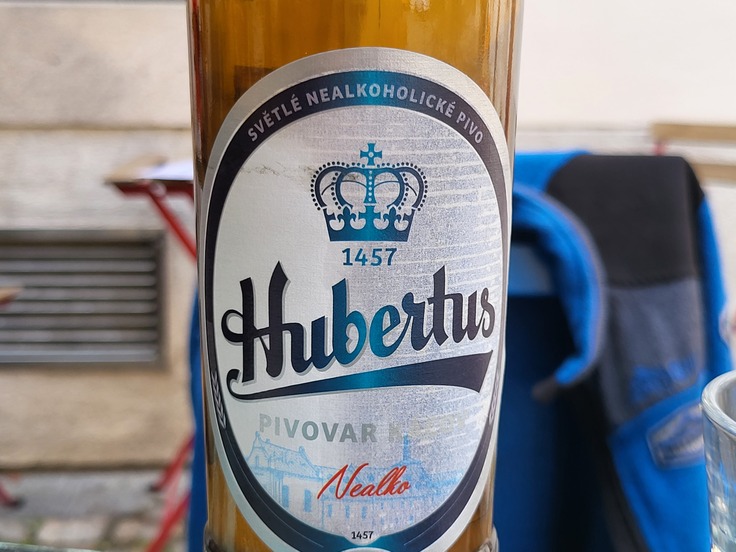 SVĚTLÉ NEALKOHOLICKÉ PIVO
1457
Hubertus
PIVOVAR
Nealko
1457